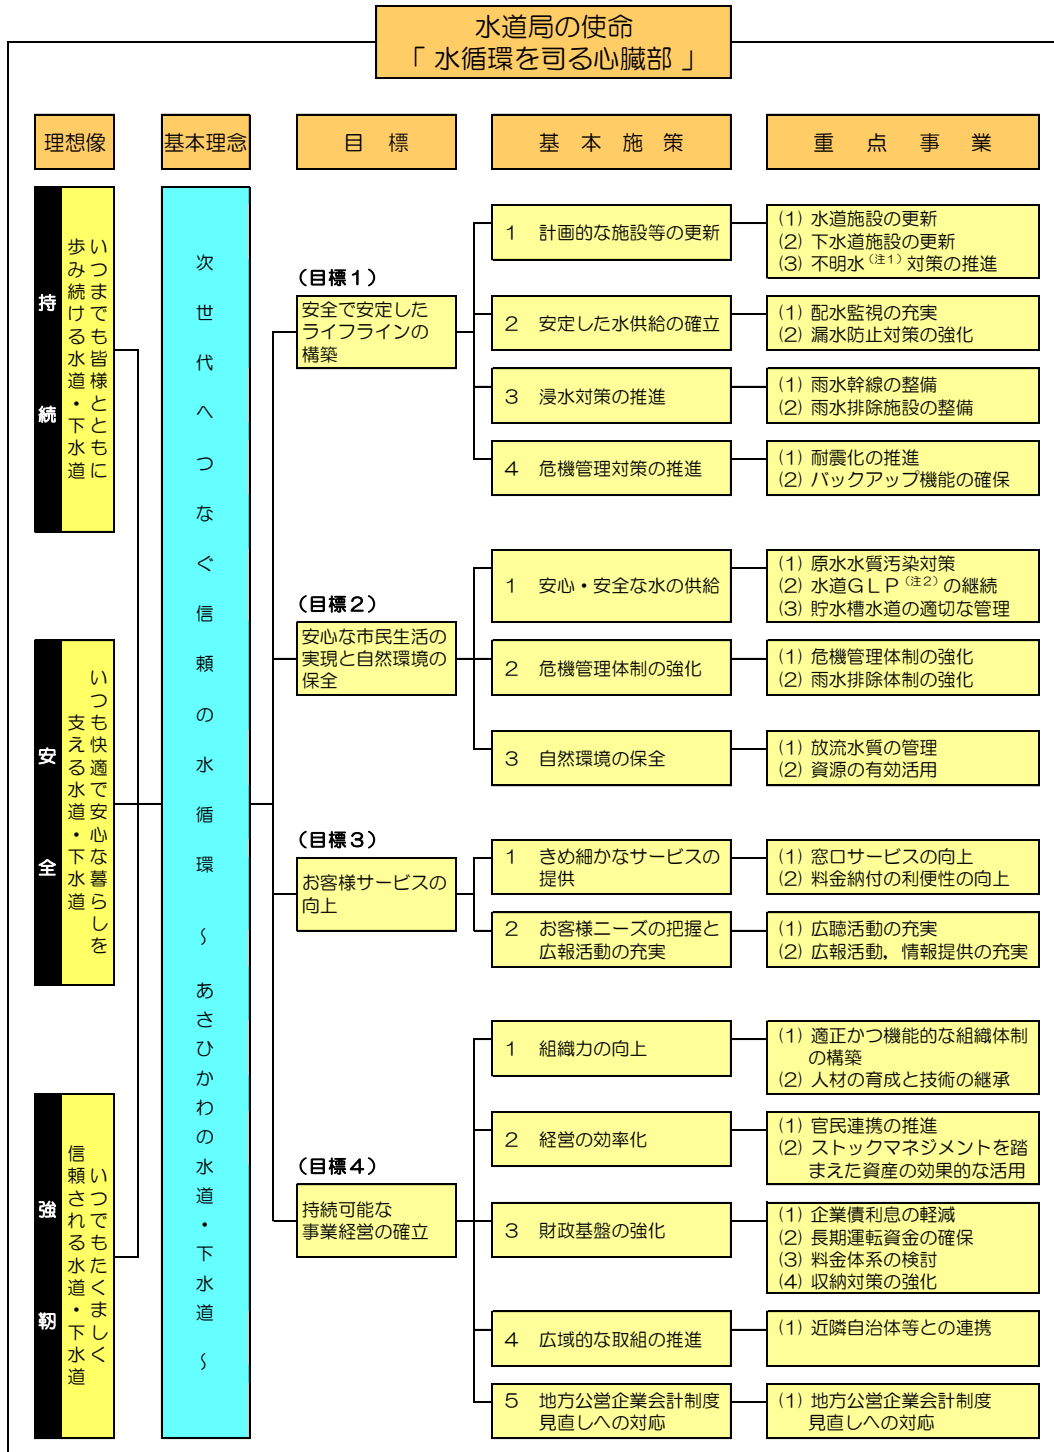 水道局の使命
「 水循環を司る心臓部 」
理想像
基本理念
目 標
基 本 施 策
重 点 事 業
持 続
いつまでも皆様とともに
歩み続ける水道・下水道
安 全
いつも快適で安心な暮らしを
支える水道・下水道
強 靱
いつでもたくましく
信頼される水道・下水道
次世代へつなぐ信頼の水循環 ～ あさひかわの水道・下水道 ～
(目標1)
安全で安定した
ライフラインの
構築
1 計画的な施設等の更新
(1) 水道施設の更新
(2) 下水道施設の更新
(3) 不明水(注1)対策の推進
2 安定した水供給の確立
(1) 配水監視の充実
(2) 漏水防止対策の強化
3 浸水対策の推進
(1) 雨水幹線の整備
(2) 雨水排除施設の整備
4 危機管理対策の推進
(1) 耐震化の推進
(2) バックアップ機能の確保
(目標2)
安心な市民生活の
実現と自然環境の
保全
1 安心・安全な水の供給
(1) 原水水質汚染対策
(2) 水道GLP(注2)の継続
(3) 貯水槽水道の適切な管理
2 危機管理体制の強化
(1) 危機管理体制の強化
(2) 雨水排除体制の強化
3 自然環境の保全
(1) 放流水質の管理
(2) 資源の有効活用
(目標3)
お客様サービスの
向上
1 きめ細かなサービスの
提供
(1) 窓口サービスの向上
(2) 料金納付の利便性の向上
2 お客様ニーズの把握と
広報活動の充実
(1) 広聴活動の充実
(2) 広報活動，情報提供の充実
(目標4)
持続可能な
事業経営の確立
1 組織力の向上
(1) 適正かつ機能的な組織体制
の構築
(2) 人材の育成と技術の継承
2 経営の効率化
(1) 官民連携の推進
(2) ストックマネジメントを踏
まえた資産の効果的な活用
3 財政基盤の強化
(1) 企業債利息の軽減
(2) 長期運転資金の確保
(3) 料金体系の検討
(4) 収納対策の強化
4 広域的な取組の推進
(1) 近隣自治体等との連携
5 地方公営企業会計制度
見直しへの対応
(1) 地方公営企業会計制度
見直しへの対応